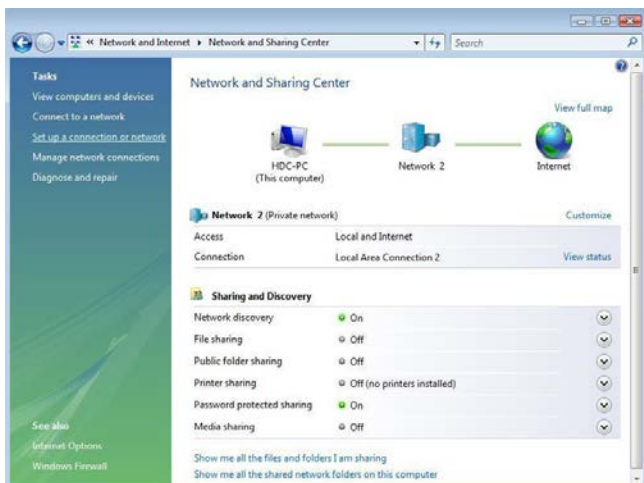 « Network and Internet ▸ Network and Sharing Center
Search
Tasks
View computers and devices
Connect to a network
Set up a connection or network
Manage network connections
Diagnose and repair
See also
Internet Options
Windows Firewall
Network and Sharing Center
View full map
HDC-PC
(This computer)
Network 2
Internet
Network 2 (Private network)
Customize
Access Local and Internet
Connection Local Area Connection 2 View status
Sharing and Discovery
Network discovery On
File sharing Off
Public folder sharing Off
Printer sharing Off (no printers installed)
Password protected sharing On
Media sharing Off
Show me all the files and folders I am sharing
Show me all the shared network folders on this computer